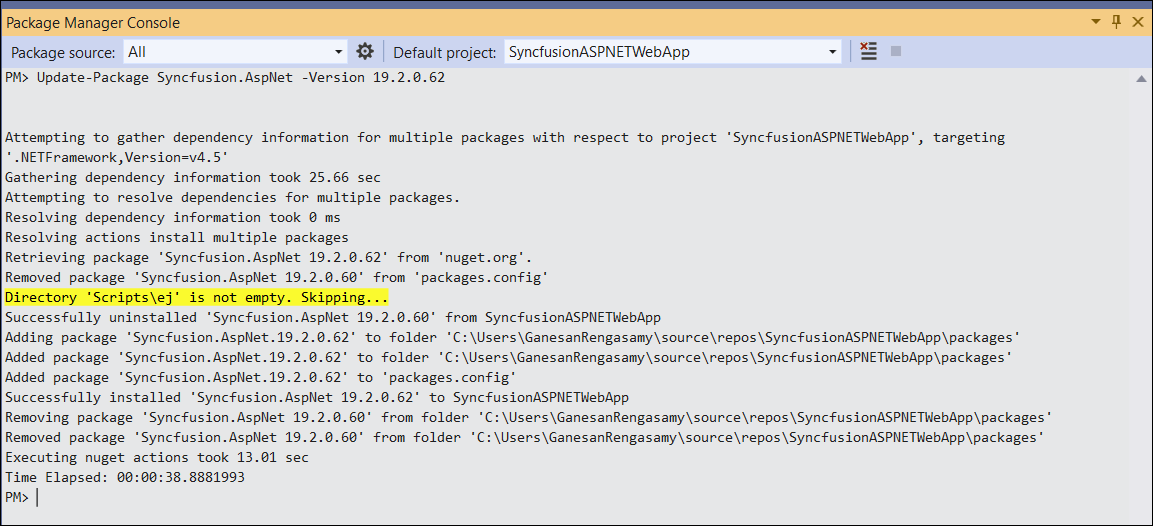 Package Manager Console
Package source: All Default project: SyncfusionASPNETWebApp
PM> Update-Package Syncfusion.AspNet -Version 19.2.0.62
Attempting to gather dependency information for multiple packages with respect to project 'SyncfusionASPNETWebApp', targeting
'.NETFramework,Version=v4.5'
Gathering dependency information took 25.66 sec
Attempting to resolve dependencies for multiple packages.
Resolving dependency information took 0 ms
Resolving actions install multiple packages
Retrieving package 'Syncfusion.AspNet 19.2.0.62' from 'nuget.org'.
Removed package 'Syncfusion.AspNet 19.2.0.60' from 'packages.config'
Directory 'Scripts\ej' is not empty. Skipping...
Successfully uninstalled 'Syncfusion.AspNet 19.2.0.60' from SyncfusionASPNETWebApp
Adding package 'Syncfusion.AspNet.19.2.0.62' to folder 'C:\Users\GanesanRengasamy\source\repos\SyncfusionASPNETWebApp\packages'
Added package 'Syncfusion.AspNet.19.2.0.62' to folder 'C:\Users\GanesanRengasamy\source\repos\SyncfusionASPNETWebApp\packages'
Added package 'Syncfusion.AspNet.19.2.0.62' to 'packages.config'
Successfully installed 'Syncfusion.AspNet 19.2.0.62' to SyncfusionASPNETWebApp
Removing package 'Syncfusion.AspNet 19.2.0.60' from folder 'C:\Users\GanesanRengasamy\source\repos\SyncfusionASPNETWebApp\packages'
Removed package 'Syncfusion.AspNet 19.2.0.60' from folder 'C:\Users\GanesanRengasamy\source\repos\SyncfusionASPNETWebApp\packages'
Executing nuget actions took 13.01 sec
Time Elapsed: 00:00:38.8881993
PM>